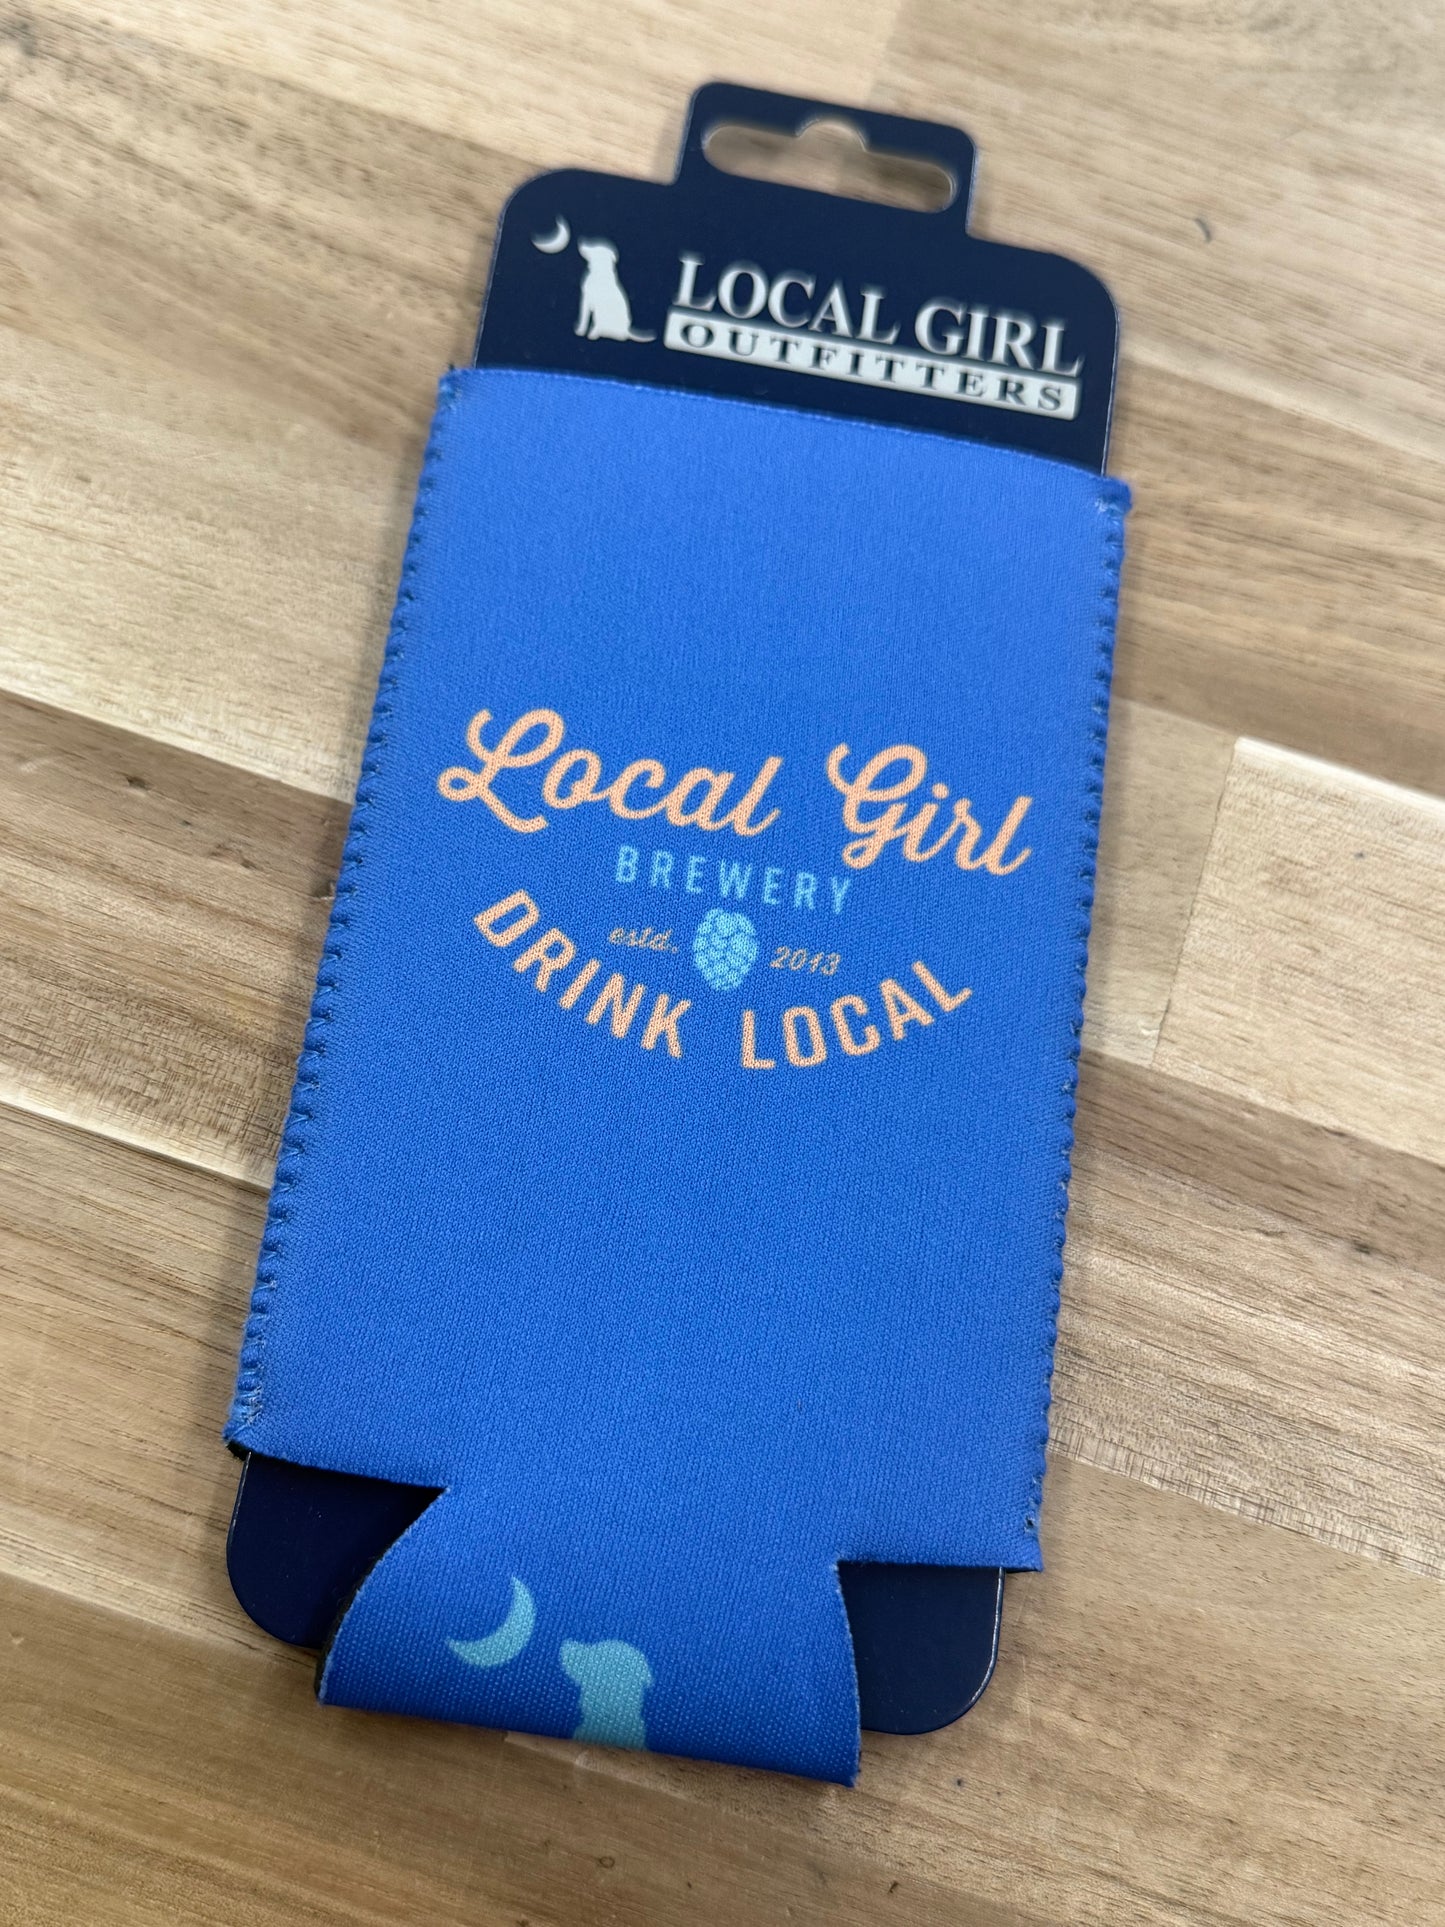 LOCAL GIRL
OUTFITTERS
Local Girl
BREWERY
estd. 2013
DRINK LOCAL